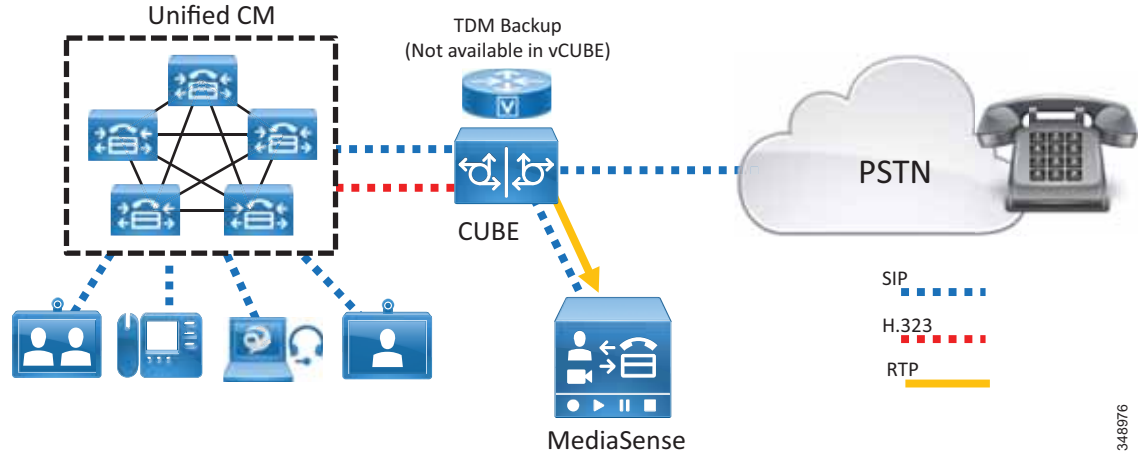 Unified CM
TDM Backup
(Not available in vCUBE)
V
PSTN
CUBE
SIP
H.323
RTP
MediaSense
348976